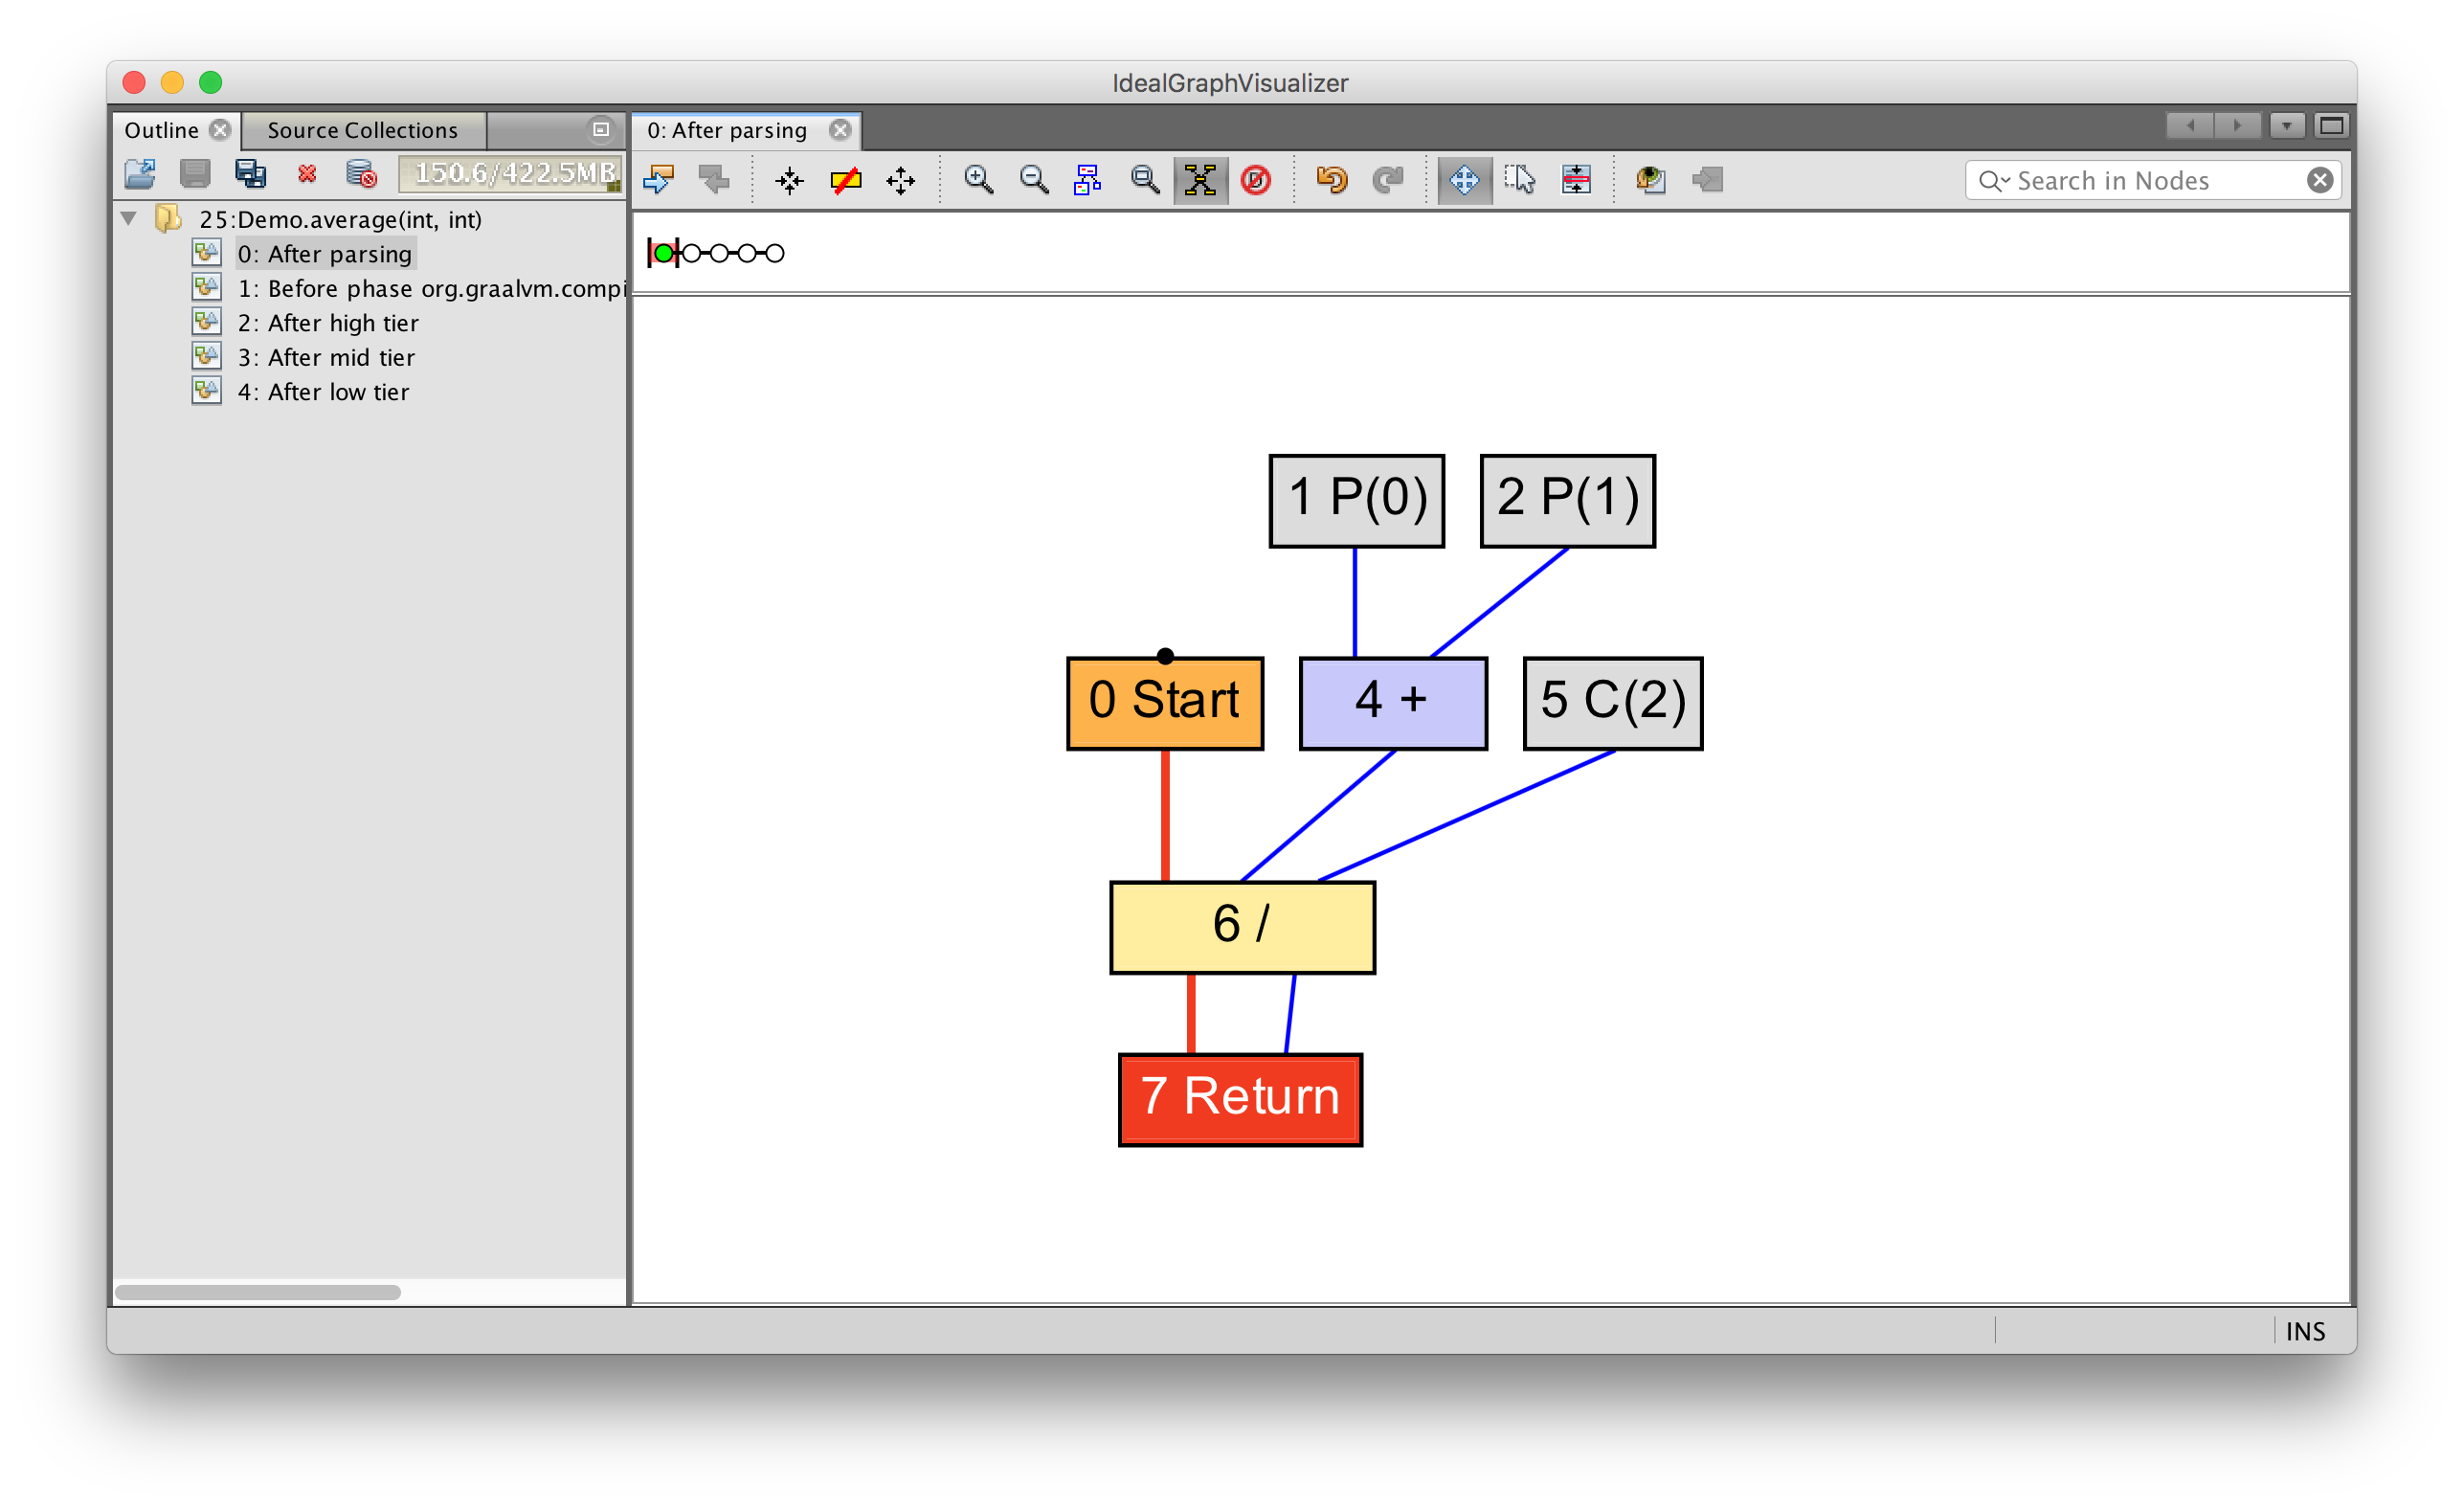 IdealGraphVisualizer
Outline
Source Collections
0: After parsing
150.6/422.5MB
Search in Nodes
25:Demo.average(int, int)
0: After parsing
1: Before phase org.graalvm.compi
2: After high tier
3: After mid tier
4: After low tier
1 P(0)
2 P(1)
0 Start
4 +
5 C(2)
6 /
7 Return
INS